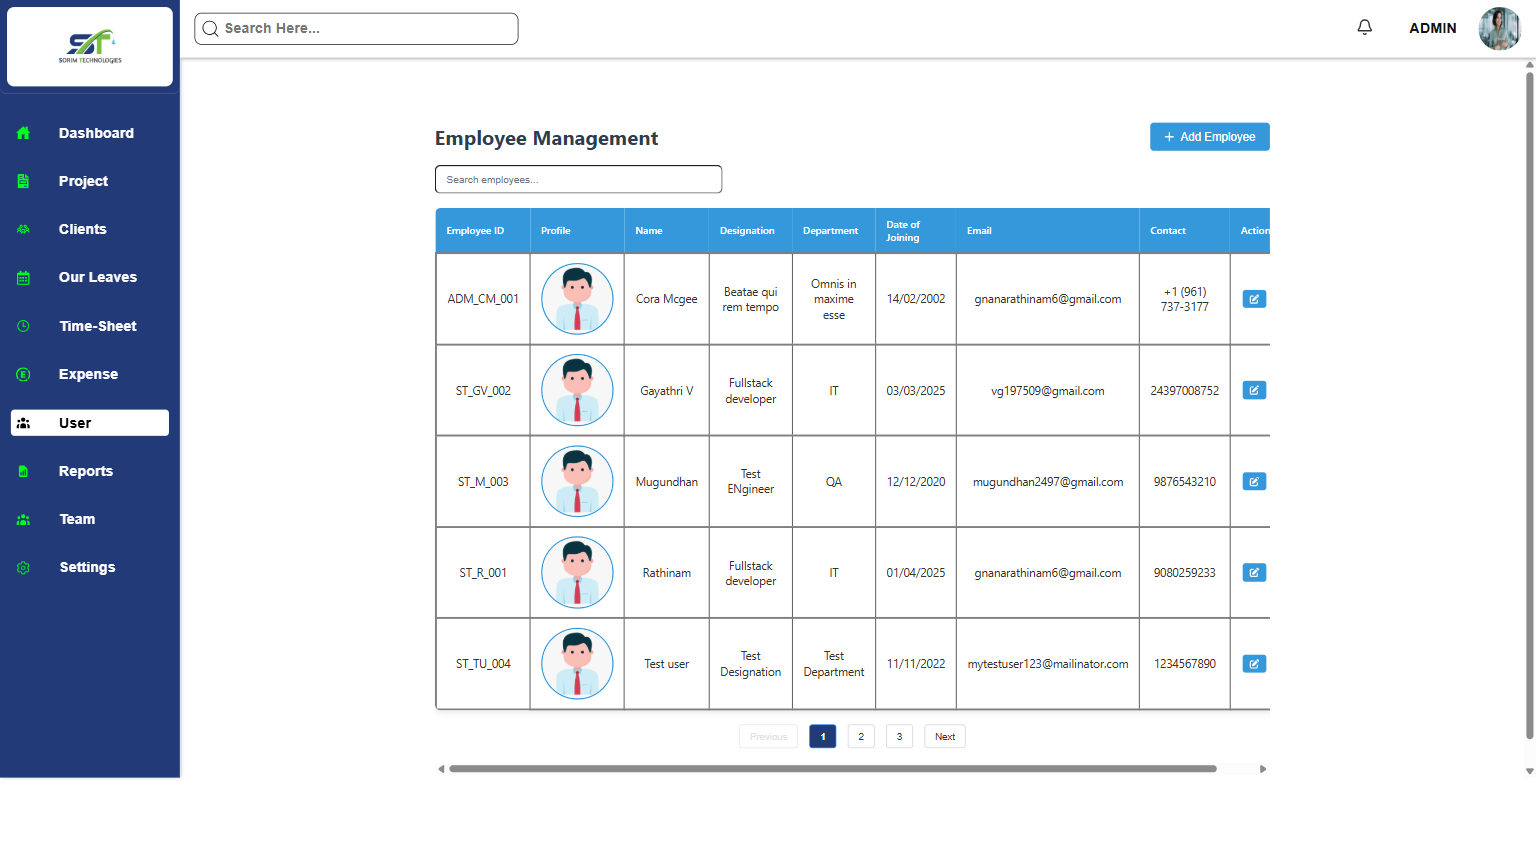 ST
SORIM TECHNOLOGIES
Search Here...
ADMIN
Dashboard
Project
Clients
Our Leaves
Time-Sheet
Expense
User
Reports
Team
Settings
Employee Management
+ Add Employee
Search employees...
Employee ID Profile Name Designation Department Date of Joining Email Contact Action
ADM_CM_001 Cora Mcgee Beatae qui rem tempo Omnis in maxime esse 14/02/2002 gnanarathinam6@gmail.com +1 (961) 737-3177
ST_GV_002 Gayathri V Fullstack developer IT 03/03/2025 vg197509@gmail.com 24397008752
ST_M_003 Mugundhan Test ENgineer QA 12/12/2020 mugundhan2497@gmail.com 9876543210
ST_R_001 Rathinam Fullstack developer IT 01/04/2025 gnanarathinam6@gmail.com 9080259233
ST_TU_004 Test user Test Designation Test Department 11/11/2022 mytestuser123@mailinator.com 1234567890
Previous 1 2 3 Next